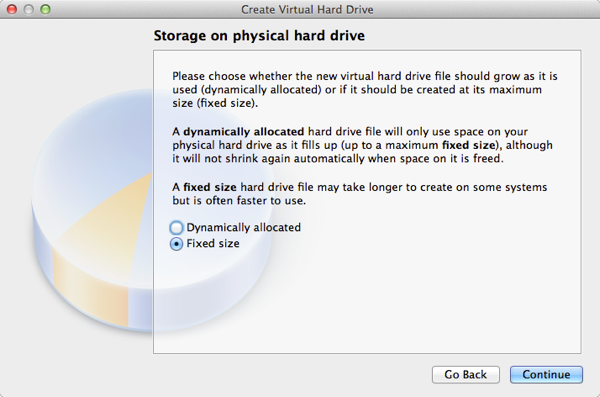 Create Virtual Hard Drive
Storage on physical hard drive
Please choose whether the new virtual hard drive file should grow as it is
used (dynamically allocated) or if it should be created at its maximum
size (fixed size).
A dynamically allocated hard drive file will only use space on your
physical hard drive as it fills up (up to a maximum fixed size), although
it will not shrink again automatically when space on it is freed.
A fixed size hard drive file may take longer to create on some systems
but is often faster to use.
Dynamically allocated
Fixed size
Go Back
Continue